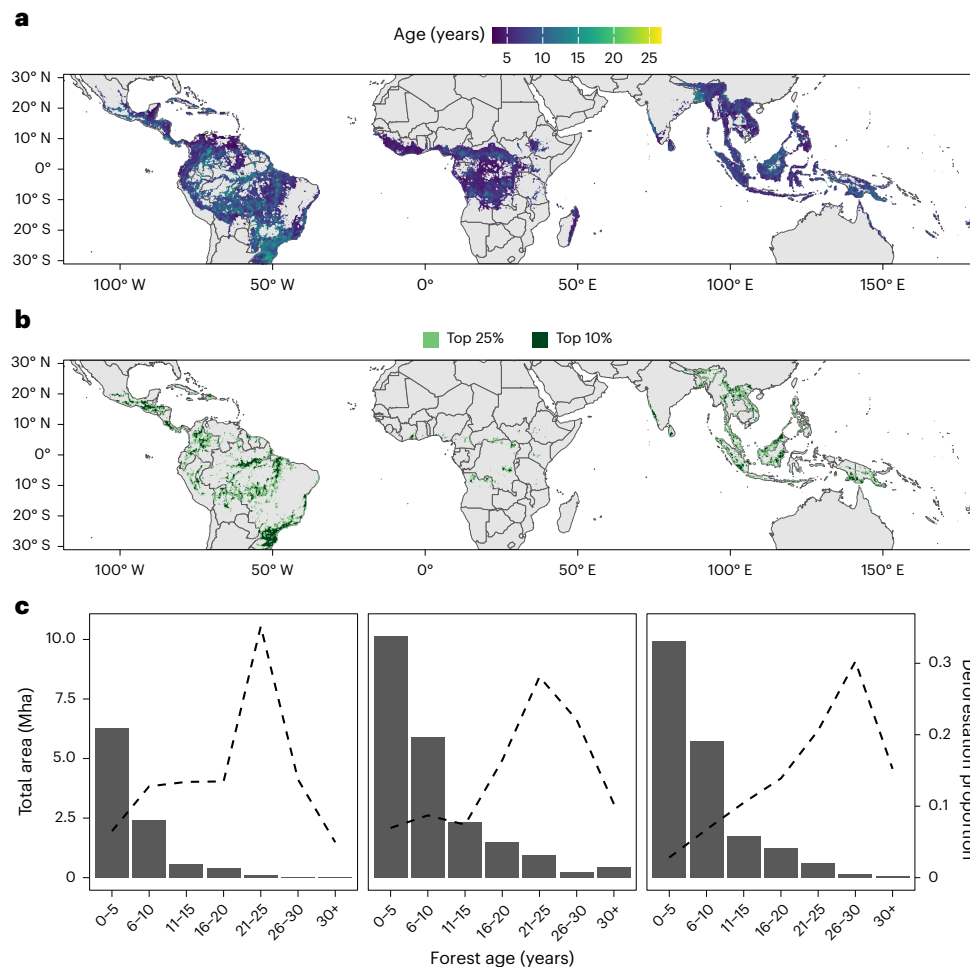 a
Age (years)
5 10 15 20 25
30° N
20° N
10° N
0°
10° S
20° S
30° S
100° W 50° W 0° 50° E 100° E 150° E
b
Top 25% Top 10%
30° N
20° N
0°
10° S
20° S
30° S
100° W 50° W 0° 50° E 100° E 150° E
c
Total area (Mha)
10.0
7.5
5.0
2.5
0
0.3
0.2
0.1
0
Deforestation proportion
0–5 6–10 11–15 16–20 21–25 26–30 30+
0–5 6–10 11–15 16–20 21–25 26–30 30+
0–5 6–10 11–15 16–20 21–25 26–30 30+
Forest age (years)